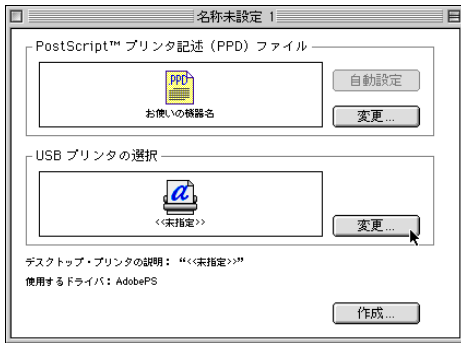 名称未設定 1
PostScript™ プリンタ記述（PPD）ファイル
PPD
お使いの機器名
自動設定
変更...
USB プリンタの選択
a
<<未指定>>
変更...
デスクトップ・プリンタの説明： “<<未指定>>”
使用するドライバ： AdobePS
作成...